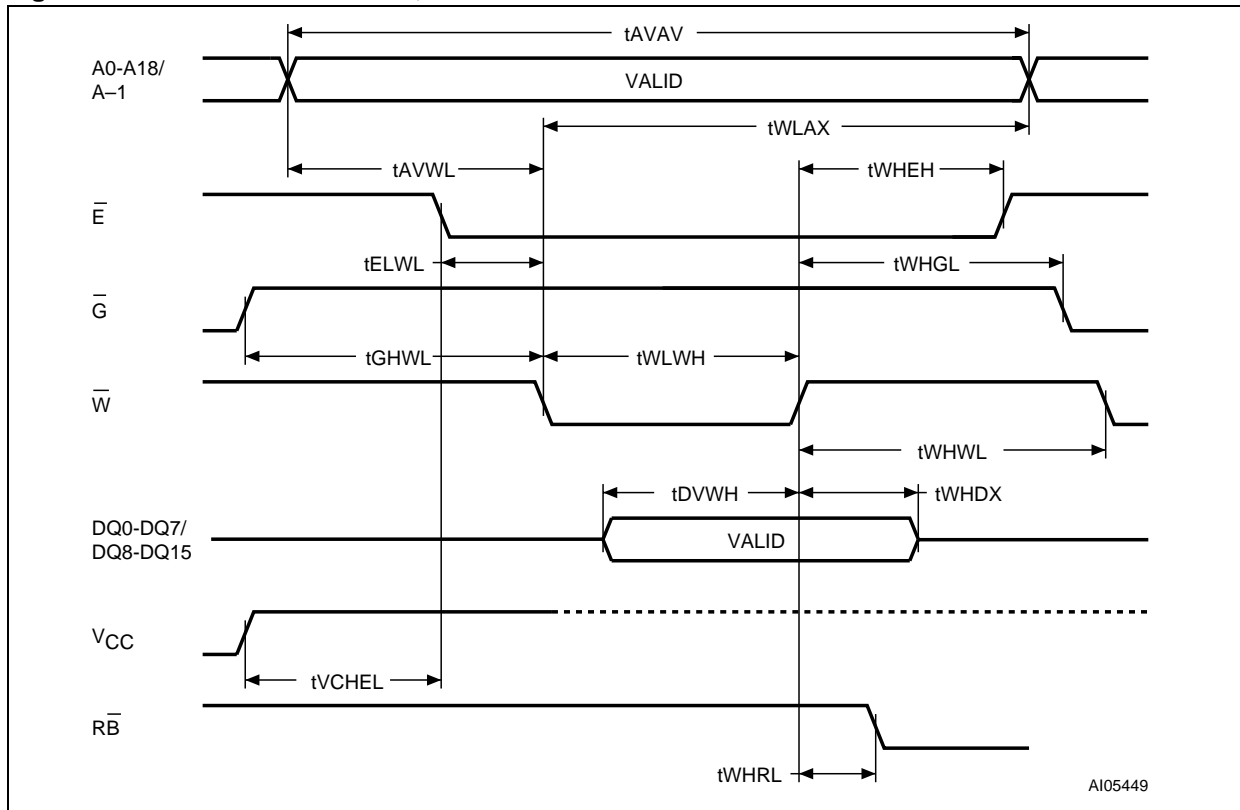 tAVAV
A0-A18/
A–1
VALID
tWLAX
tAVWL
tWHEH
E̅
tELWL
tWHGL
G̅
tGHWL
tWLWH
W̅
tWHWL
tDVWH
tWHDX
DQ0-DQ7/
DQ8-DQ15
VALID
VCC
tVCHEL
RB̅
tWHRL
AI05449